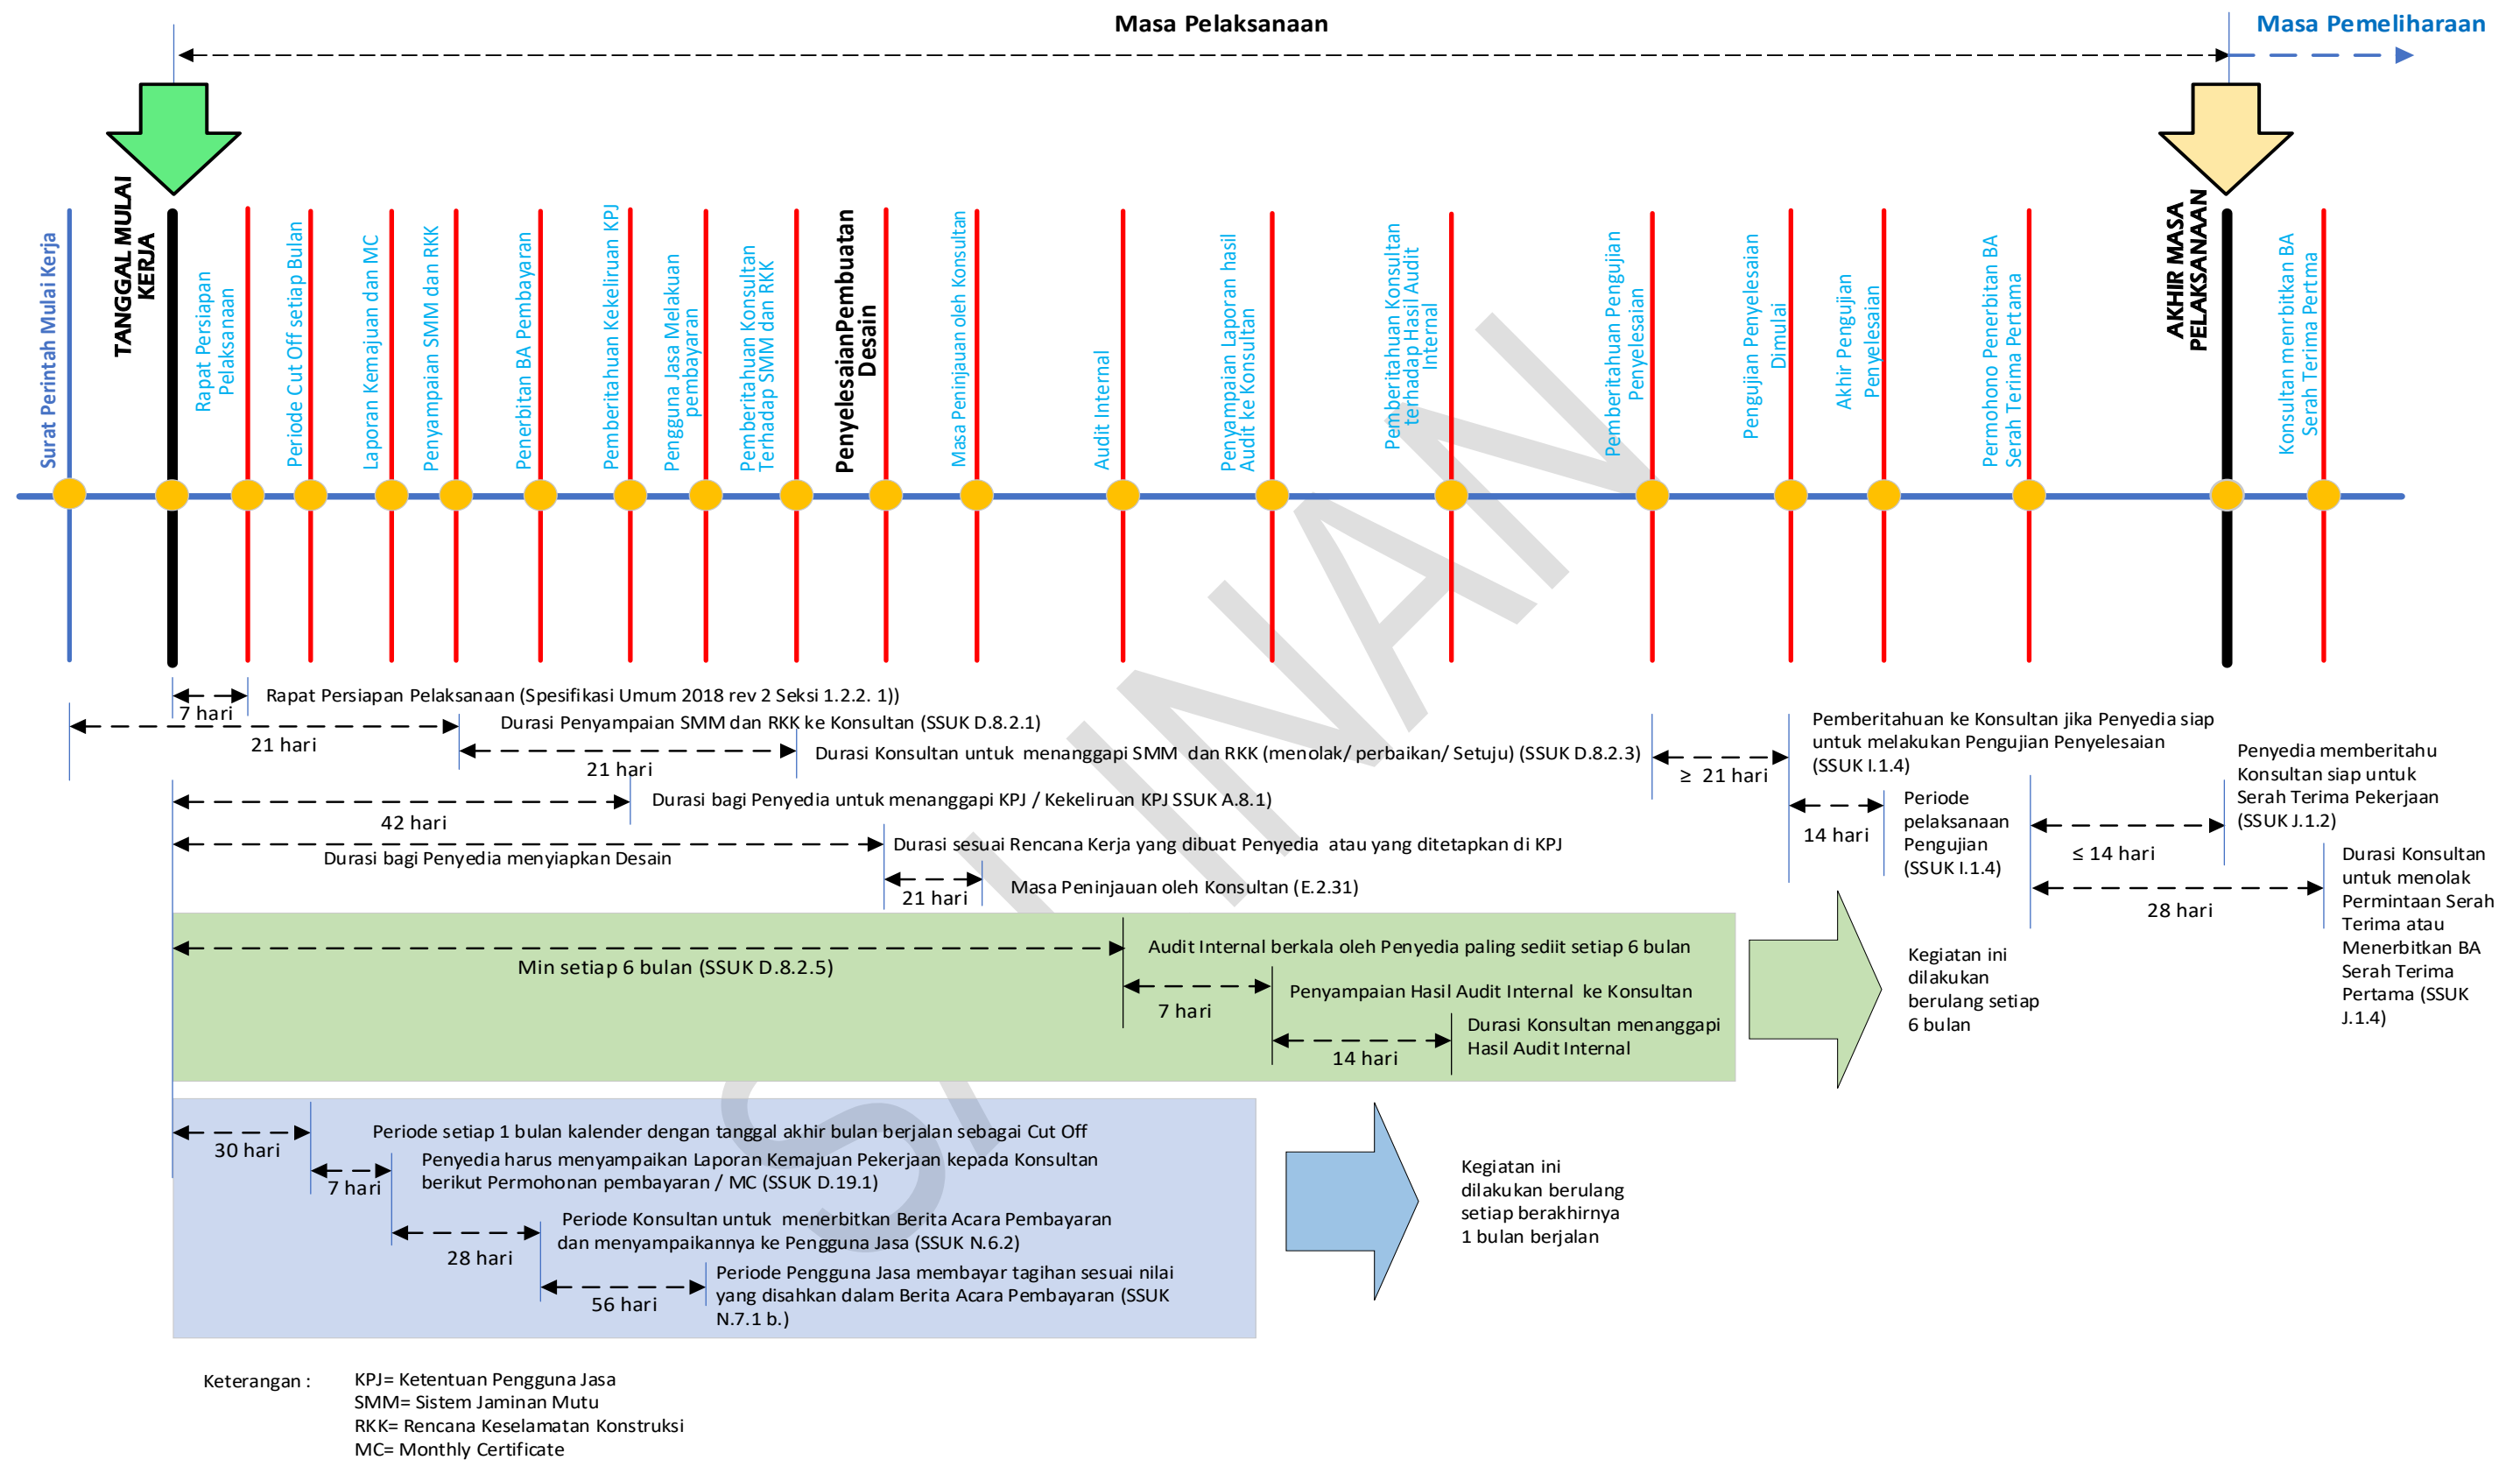 Masa Pelaksanaan
Masa Pemeliharaan
Surat Perintah Mulai Kerja
TANGGAL MULAI
KERJA
Rapat Persiapan
Pelaksanaan
Periode Cut Off setiap Bulan
Laporan Kemajuan dan MC
Penyampaian SMM dan RKK
Penerbitan BA Pembayaran
Pemberitahuan Kekeliruan KPJ
Pengguna Jasa Melakuan
pembayaran
Pemberitahuan Konsultan
Terhadap SMM dan RKK
PenyelesaianPembuatan
Desain
Masa Peninjauan oleh Konsultan
Audit Internal
Penyampaian Laporan hasil
Audit ke Konsultan
Pemberitahuan Konsultan
terhadap Hasil Audit
Internal
Pemberitahuan Pengujian
Penyelesaian
Pengujian Penyelesaian
Dimulai
Akhir Pengujian
Penyelesaian
Permohono Penerbitan BA
Serah Terima Pertama
AKHIR MASA
PELAKSANAAN
Konsultan menrbitkan BA
Serah Terima Pertma
SALINAN
Rapat Persiapan Pelaksanaan (Spesifikasi Umum 2018 rev 2 Seksi 1.2.2. 1))
7 hari
Durasi Penyampaian SMM dan RKK ke Konsultan (SSUK D.8.2.1)
21 hari
Durasi Konsultan untuk menanggapi SMM dan RKK (menolak/ perbaikan/ Setuju) (SSUK D.8.2.3)
21 hari
Durasi bagi Penyedia untuk menanggapi KPJ / Kekeliruan KPJ SSUK A.8.1)
42 hari
Durasi sesuai Rencana Kerja yang dibuat Penyedia atau yang ditetapkan di KPJ
Durasi bagi Penyedia menyiapkan Desain
21 hari
Masa Peninjauan oleh Konsultan (E.2.31)
Pemberitahuan ke Konsultan jika Penyedia siap
untuk melakukan Pengujian Penyelesaian
(SSUK I.1.4)
≥ 21 hari
14 hari
Periode
pelaksanaan
Pengujian
(SSUK I.1.4)
Penyedia memberitahu
Konsultan siap untuk
Serah Terima Pekerjaan
(SSUK J.1.2)
≤ 14 hari
28 hari
Durasi Konsultan
untuk menolak
Permintaan Serah
Terima atau
Menerbitkan BA
Serah Terima
Pertama (SSUK
J.1.4)
Audit Internal berkala oleh Penyedia paling sediit setiap 6 bulan
Min setiap 6 bulan (SSUK D.8.2.5)
Penyampaian Hasil Audit Internal ke Konsultan
7 hari
Durasi Konsultan menanggapi
Hasil Audit Internal
14 hari
Kegiatan ini
dilakukan
berulang setiap
6 bulan
Periode setiap 1 bulan kalender dengan tanggal akhir bulan berjalan sebagai Cut Off
30 hari
Penyedia harus menyampaikan Laporan Kemajuan Pekerjaan kepada Konsultan
berikut Permohonan pembayaran / MC (SSUK D.19.1)
7 hari
Periode Konsultan untuk menerbitkan Berita Acara Pembayaran
dan menyampaikannya ke Pengguna Jasa (SSUK N.6.2)
28 hari
Periode Pengguna Jasa membayar tagihan sesuai nilai
yang disahkan dalam Berita Acara Pembayaran (SSUK
N.7.1 b.)
56 hari
Kegiatan ini
dilakukan berulang
setiap berakhirnya
1 bulan berjalan
Keterangan :
KPJ= Ketentuan Pengguna Jasa
SMM= Sistem Jaminan Mutu
RKK= Rencana Keselamatan Konstruksi
MC= Monthly Certificate